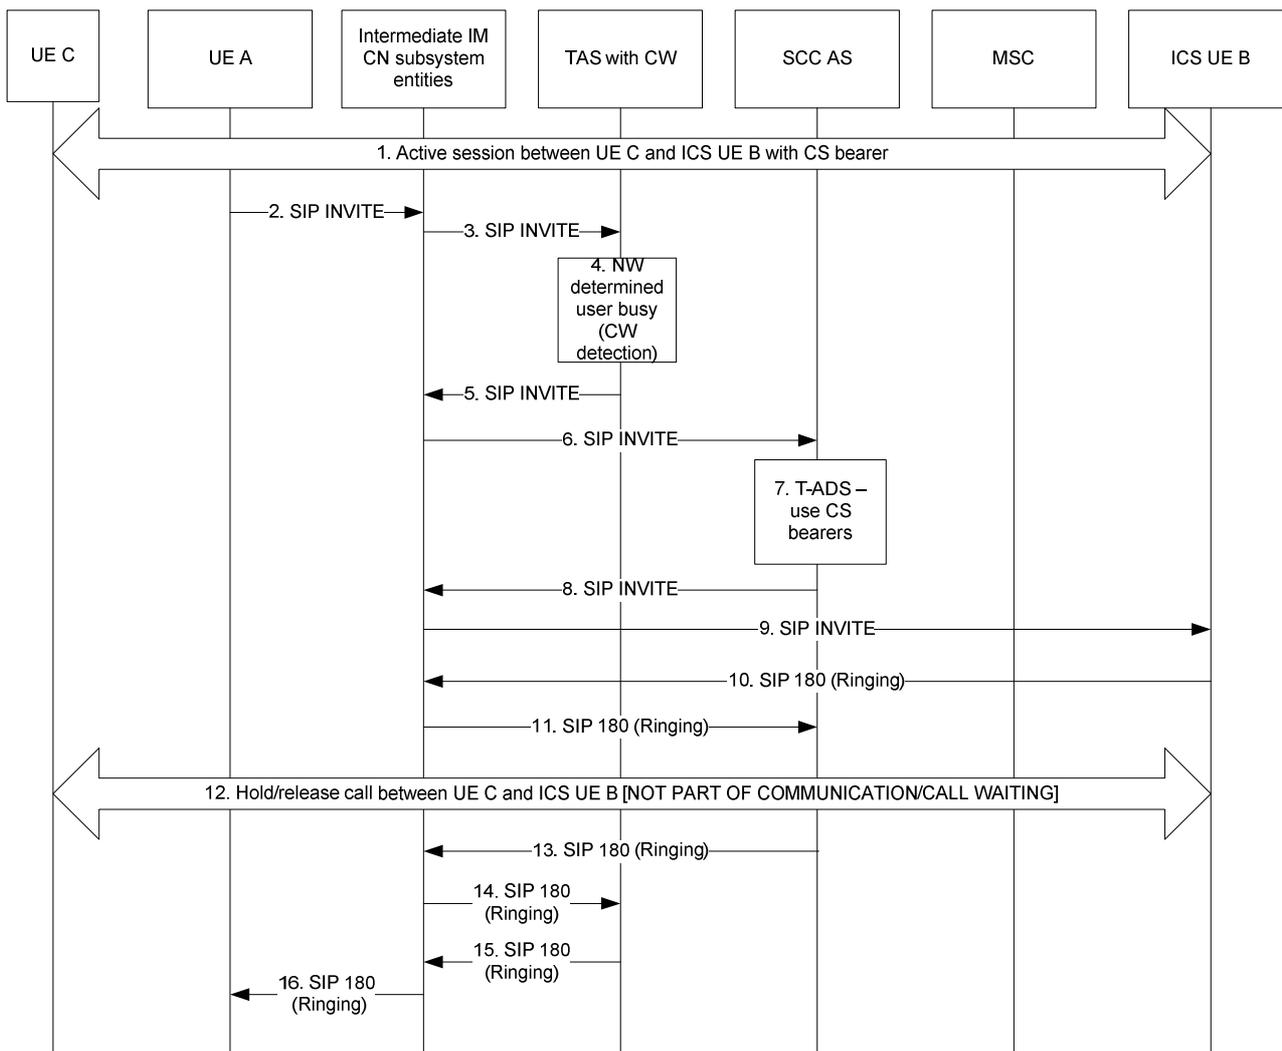 UE C
UE A
Intermediate IM
CN subsystem
entities
TAS with CW
SCC AS
MSC
ICS UE B
1. Active session between UE C and ICS UE B with CS bearer
2. SIP INVITE
3. SIP INVITE
4. NW
determined
user busy
(CW
detection)
5. SIP INVITE
6. SIP INVITE
7. T-ADS –
use CS
bearers
8. SIP INVITE
9. SIP INVITE
10. SIP 180 (Ringing)
11. SIP 180 (Ringing)
12. Hold/release call between UE C and ICS UE B [NOT PART OF COMMUNICATION/CALL WAITING]
13. SIP 180 (Ringing)
14. SIP 180
(Ringing)
15. SIP 180
(Ringing)
16. SIP 180
(Ringing)